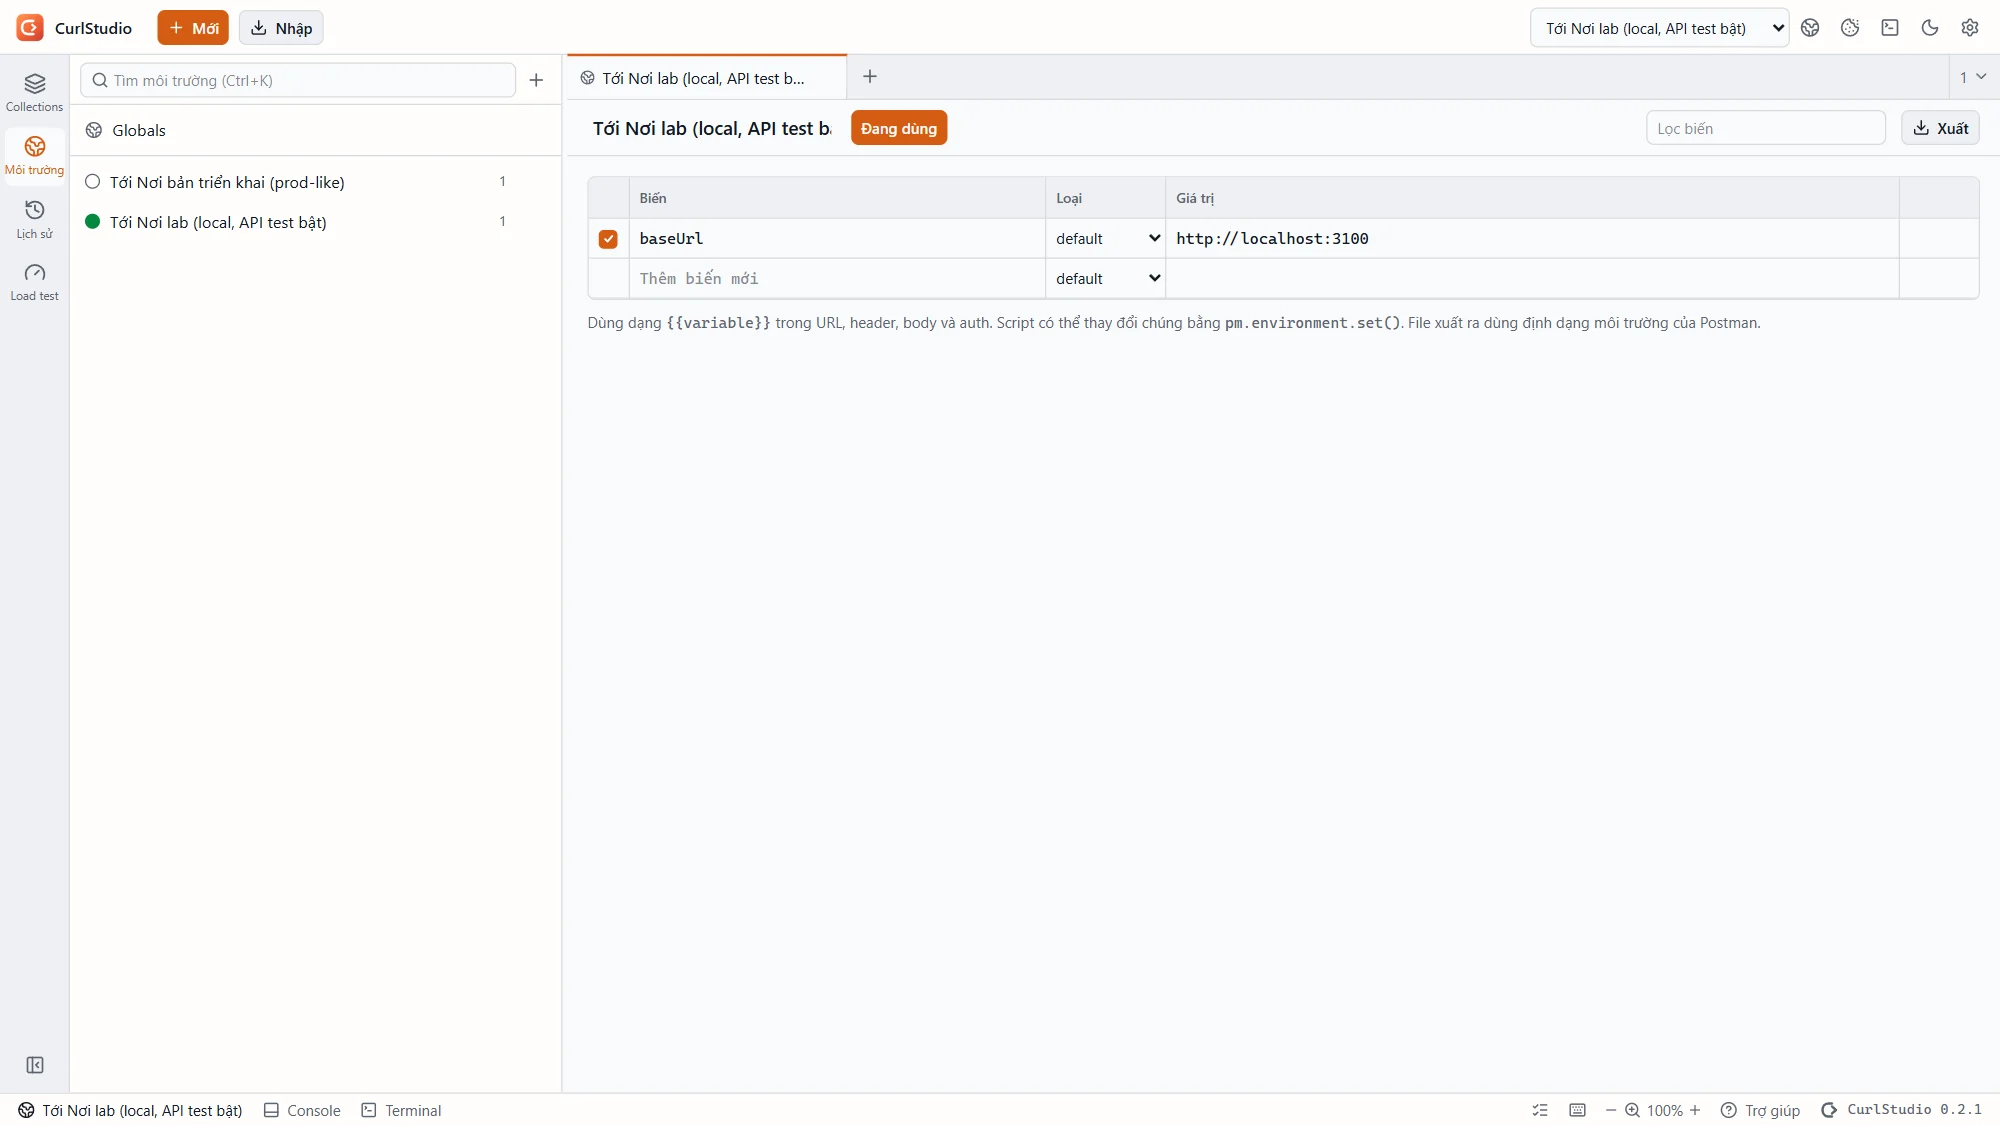 CurlStudio
Mới
Nhập
Tới Nơi lab (local, API test bật)
Collections
Môi trường
Lịch sử
Load test
Tìm môi trường (Ctrl+K)
Globals
Tới Nơi bản triển khai (prod-like) 1
Tới Nơi lab (local, API test bật) 1
Tới Nơi lab (local, API test b...
1
Tới Nơi lab (local, API test b
Đang dùng
Lọc biến
Xuất
Biến Loại Giá trị
baseUrl default http://localhost:3100
Thêm biến mới default
Dùng dạng {{variable}} trong URL, header, body và auth. Script có thể thay đổi chúng bằng pm.environment.set(). File xuất ra dùng định dạng môi trường của Postman.
Tới Nơi lab (local, API test bật) Console Terminal
100% Trợ giúp CurlStudio 0.2.1